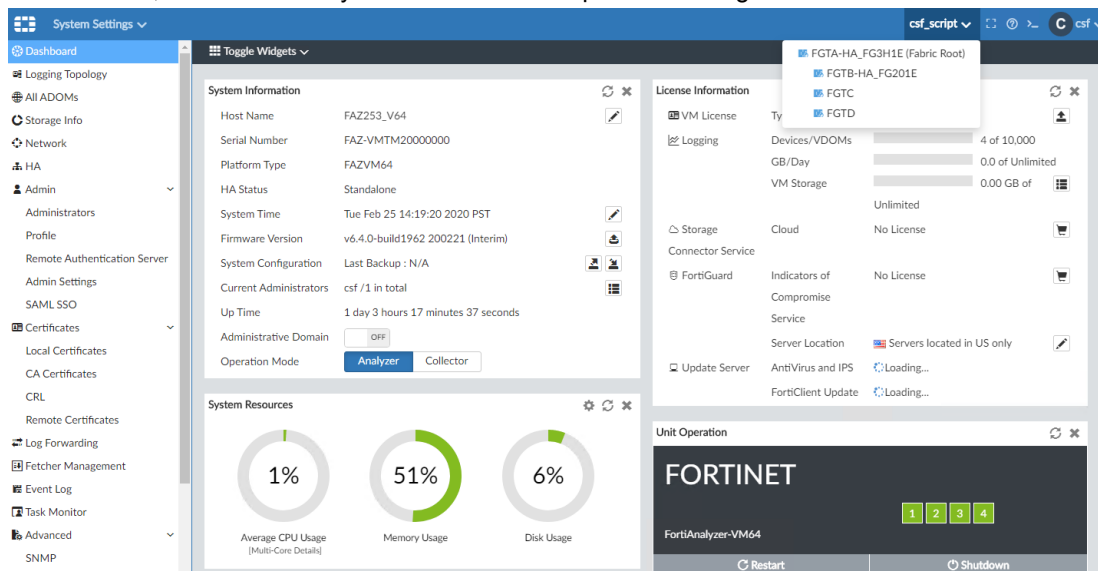 System Settings
csf_script
C csf
Dashboard
Toggle Widgets
FGTA-HA_FG3H1E (Fabric Root)
FGTB-HA_FG201E
FGTC
FGTD
Logging Topology
All ADOMs
Storage Info
Network
HA
Admin
Administrators
Profile
Remote Authentication Server
Admin Settings
SAML SSO
Certificates
Local Certificates
CA Certificates
CRL
Remote Certificates
Log Forwarding
Fetcher Management
Event Log
Task Monitor
Advanced
SNMP
System Information
Host Name FAZ253_V64
Serial Number FAZ-VMTM20000000
Platform Type FAZVM64
HA Status Standalone
System Time Tue Feb 25 14:19:20 2020 PST
Firmware Version v6.4.0-build1962 200221 (Interim)
System Configuration Last Backup : N/A
Current Administrators csf /1 in total
Up Time 1 day 3 hours 17 minutes 37 seconds
Administrative Domain OFF
Operation Mode Analyzer Collector
System Resources
1% 51% 6%
Average CPU Usage Memory Usage Disk Usage
[Multi-Core Details]
License Information
VM License Ty
Logging Devices/VDOMs 4 of 10,000
GB/Day 0.0 of Unlimited
VM Storage 0.00 GB of
Unlimited
Storage Cloud No License
Connector Service
FortiGuard Indicators of No License
Compromise
Service
Server Location Servers located in US only
Update Server AntiVirus and IPS Loading...
FortiClient Update Loading...
Unit Operation
FORTINET
1 2 3 4
FortiAnalyzer-VM64
Restart Shutdown